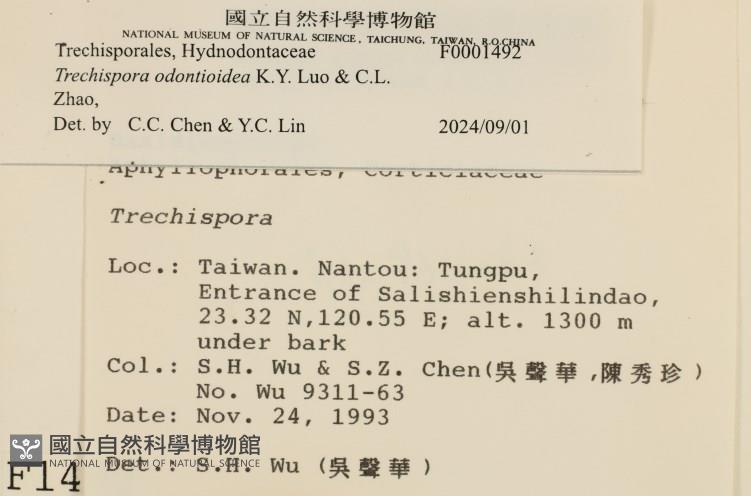 國立自然科學博物館
NATIONAL MUSEUM OF NATURAL SCIENCE, TAICHUNG, TAIWAN, R.O.CHINA
Trechisporales, Hydnodontaceae F0001492
Trechispora odontioidea K.Y. Luo & C.L.
Zhao,
Det. by C.C. Chen & Y.C. Lin 2024/09/01
Aphyllophorales, Corticiaceae
Trechispora
Loc.: Taiwan. Nantou: Tungpu,
Entrance of Salishienshilindao,
23.32 N,120.55 E; alt. 1300 m
under bark
Col.: S.H. Wu & S.Z. Chen(吳聲華,陳秀珍)
No. Wu 9311-63
Date: Nov. 24, 1993
國立自然科學博物館
NATIONAL MUSEUM OF NATURAL SCIENCE
Det.: S.H. Wu (吳聲華)
F14